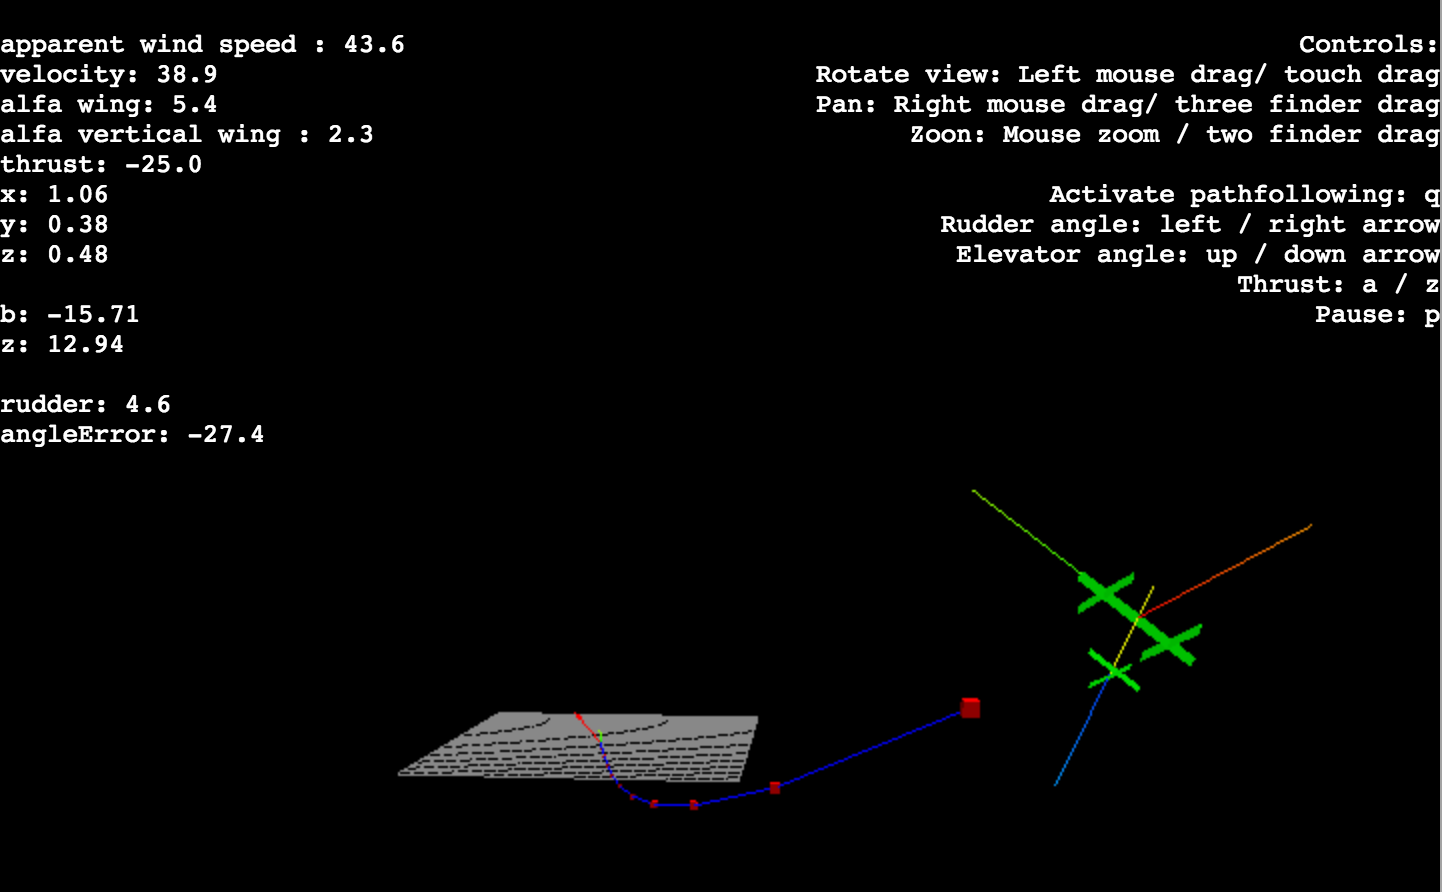 apparent wind speed : 43.6
velocity: 38.9
alfa wing: 5.4
alfa vertical wing : 2.3
thrust: -25.0
x: 1.06
y: 0.38
z: 0.48
b: -15.71
z: 12.94
rudder: 4.6
angleError: -27.4
Controls:
Rotate view: Left mouse drag/ touch drag
Pan: Right mouse drag/ three finder drag
Zoon: Mouse zoom / two finder drag
Activate pathfollowing: q
Rudder angle: left / right arrow
Elevator angle: up / down arrow
Thrust: a / z
Pause: p